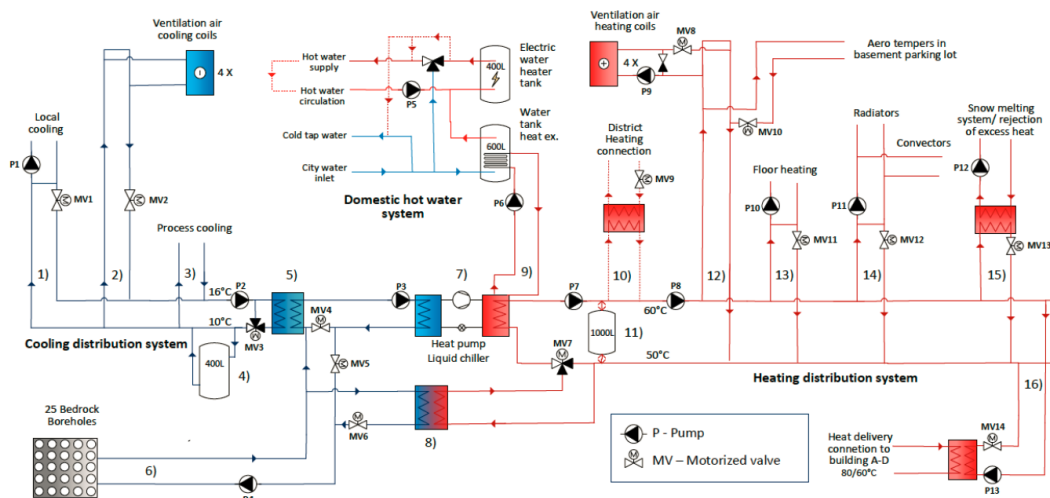 Ventilation air
cooling coils
4 X
Local
cooling
P1
MV1
MV2
Process cooling
1)
2)
3)
16°C
10°C
P2
MV3
5)
MV4
MV5
Cooling distribution system
400L
4)
25 Bedrock
Boreholes
6)
Hot water
supply
Hot water
circulation
P5
Cold tap water
City water
inlet
400L
Electric
water
heater
tank
Water
tank
heat ex.
600L
P6
Domestic hot water
system
P3
7)
9)
Heat pump
Liquid chiller
MV6
8)
MV7
P7
Ventilation air
heating coils
4 X
P9
MV8
MV10
Aero tempers in
basement parking lot
District
Heating
connection
MV9
10)
1000L
11)
P8
60°C
50°C
12)
Floor heating
P10
MV11
13)
Radiators
Convectors
P11
MV12
14)
Snow melting
system/ rejection
of excess heat
P12
MV13
15)
Heating distribution system
16)
P - Pump
MV – Motorized valve
Heat delivery
connetion to
building A-D
80/60°C
MV14
P13